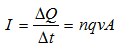 I = ΔQ/Δt = nqvA